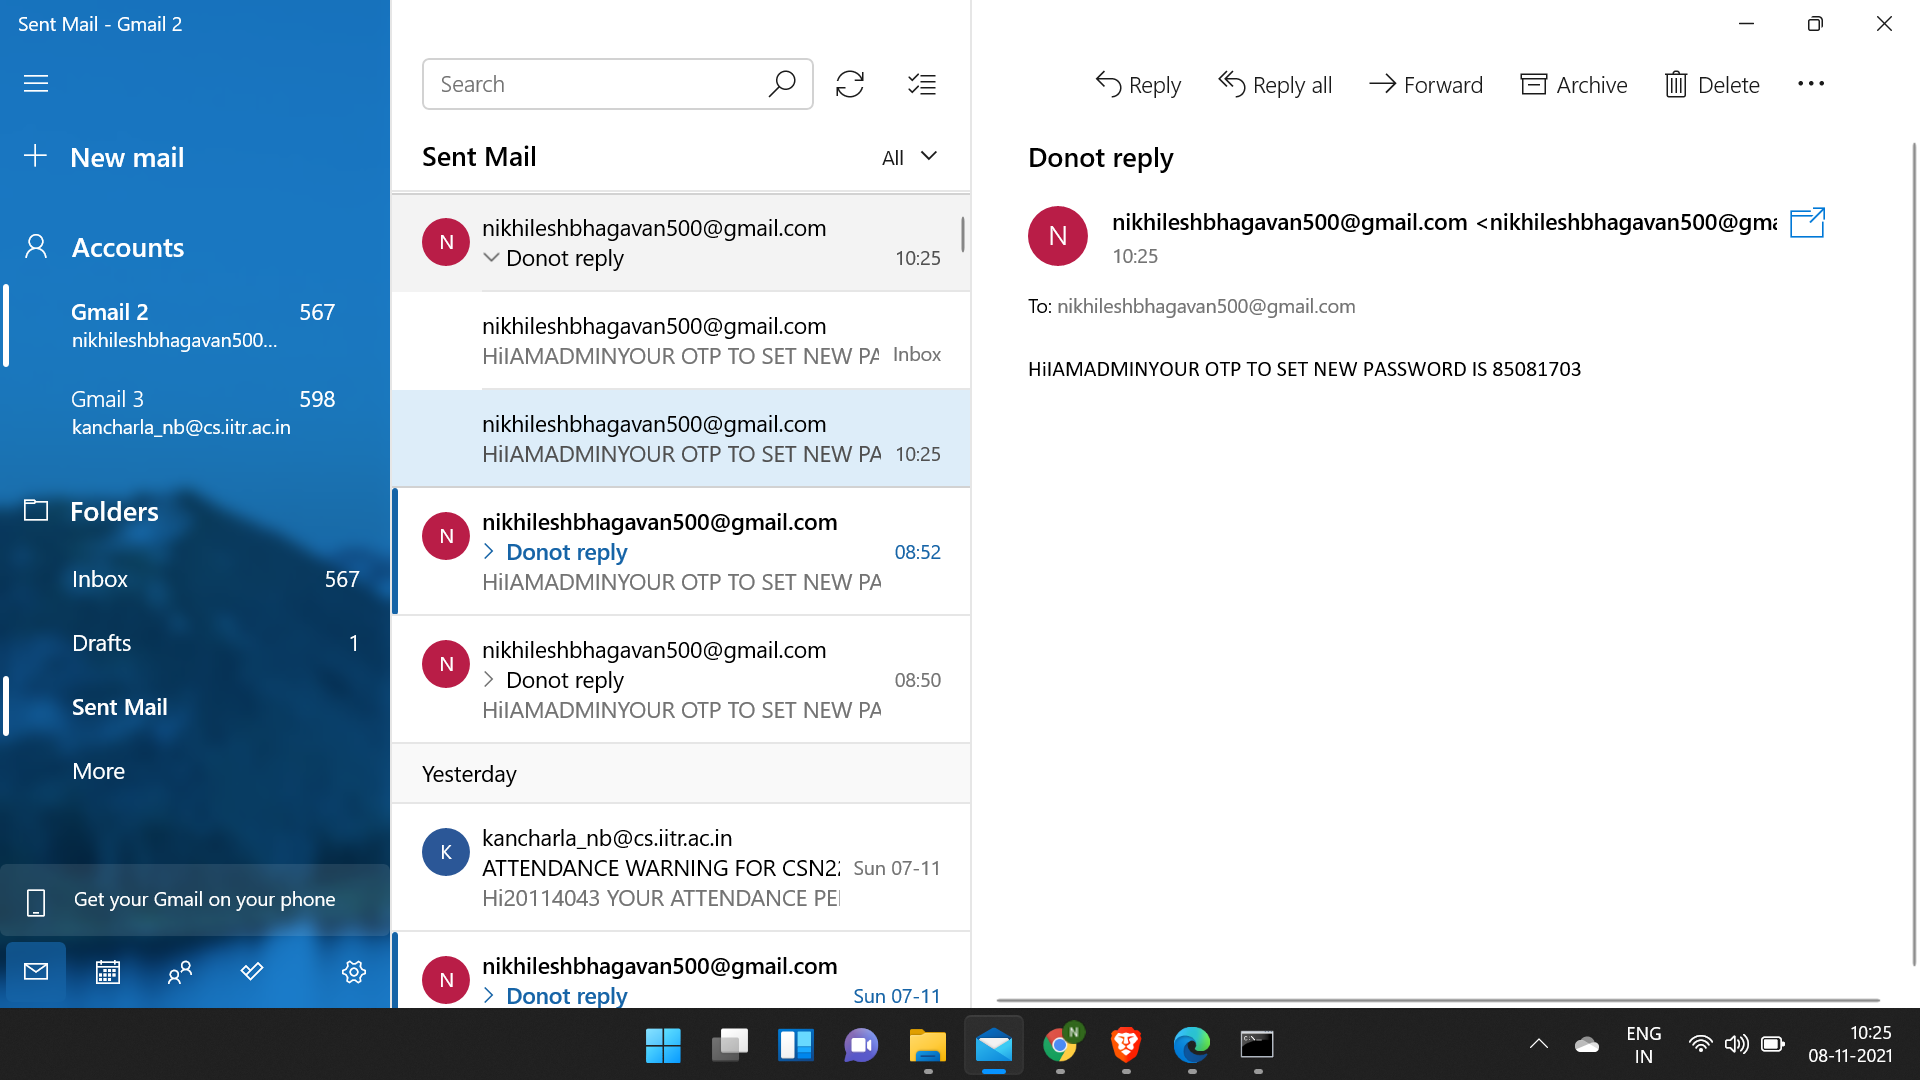 Sent Mail - Gmail 2
New mail
Accounts
Gmail 2 567
nikhileshbhagavan500...
Gmail 3 598
kancharla_nb@cs.iitr.ac.in
Folders
Inbox 567
Drafts 1
Sent Mail
More
Get your Gmail on your phone
Search
Sent Mail All
N
nikhileshbhagavan500@gmail.com
Donot reply 10:25
nikhileshbhagavan500@gmail.com
HiIAMADMINYOUR OTP TO SET NEW PA Inbox
nikhileshbhagavan500@gmail.com
HiIAMADMINYOUR OTP TO SET NEW PA 10:25
N
nikhileshbhagavan500@gmail.com
Donot reply 08:52
HiIAMADMINYOUR OTP TO SET NEW PA
N
nikhileshbhagavan500@gmail.com
Donot reply 08:50
HiIAMADMINYOUR OTP TO SET NEW PA
Yesterday
K
kancharla_nb@cs.iitr.ac.in
ATTENDANCE WARNING FOR CSN22 Sun 07-11
Hi20114043 YOUR ATTENDANCE PE
N
nikhileshbhagavan500@gmail.com
Donot reply Sun 07-11
Reply Reply all Forward Archive Delete
Donot reply
N
nikhileshbhagavan500@gmail.com <nikhileshbhagavan500@gma
10:25
To: nikhileshbhagavan500@gmail.com
HiIAMADMINYOUR OTP TO SET NEW PASSWORD IS 85081703
N
ENG
IN
10:25
08-11-2021